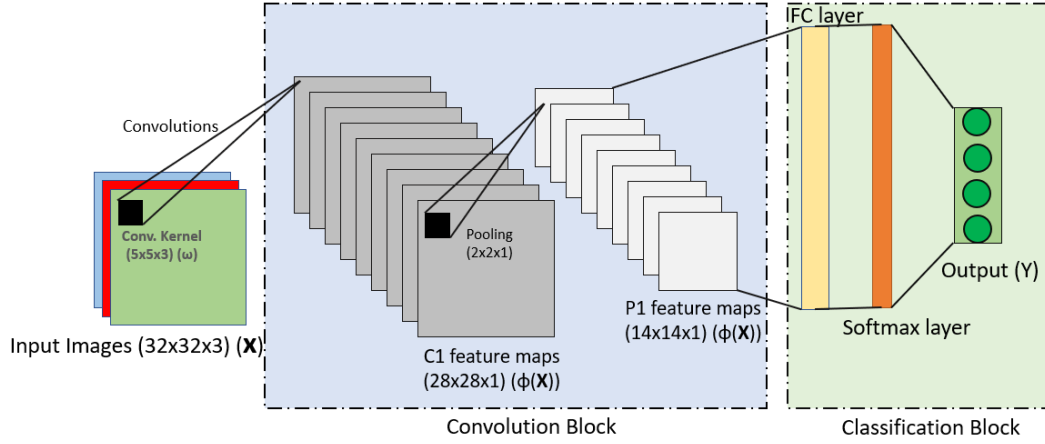 FC layer
Convolutions
Conv. Kernel
(5x5x3) (ω)
Pooling
(2x2x1)
Output (Y)
P1 feature maps
(14x14x1) (ϕ(X))
Softmax layer
Input Images (32x32x3) (X)
C1 feature maps
(28x28x1) (ϕ(X))
Convolution Block
Classification Block